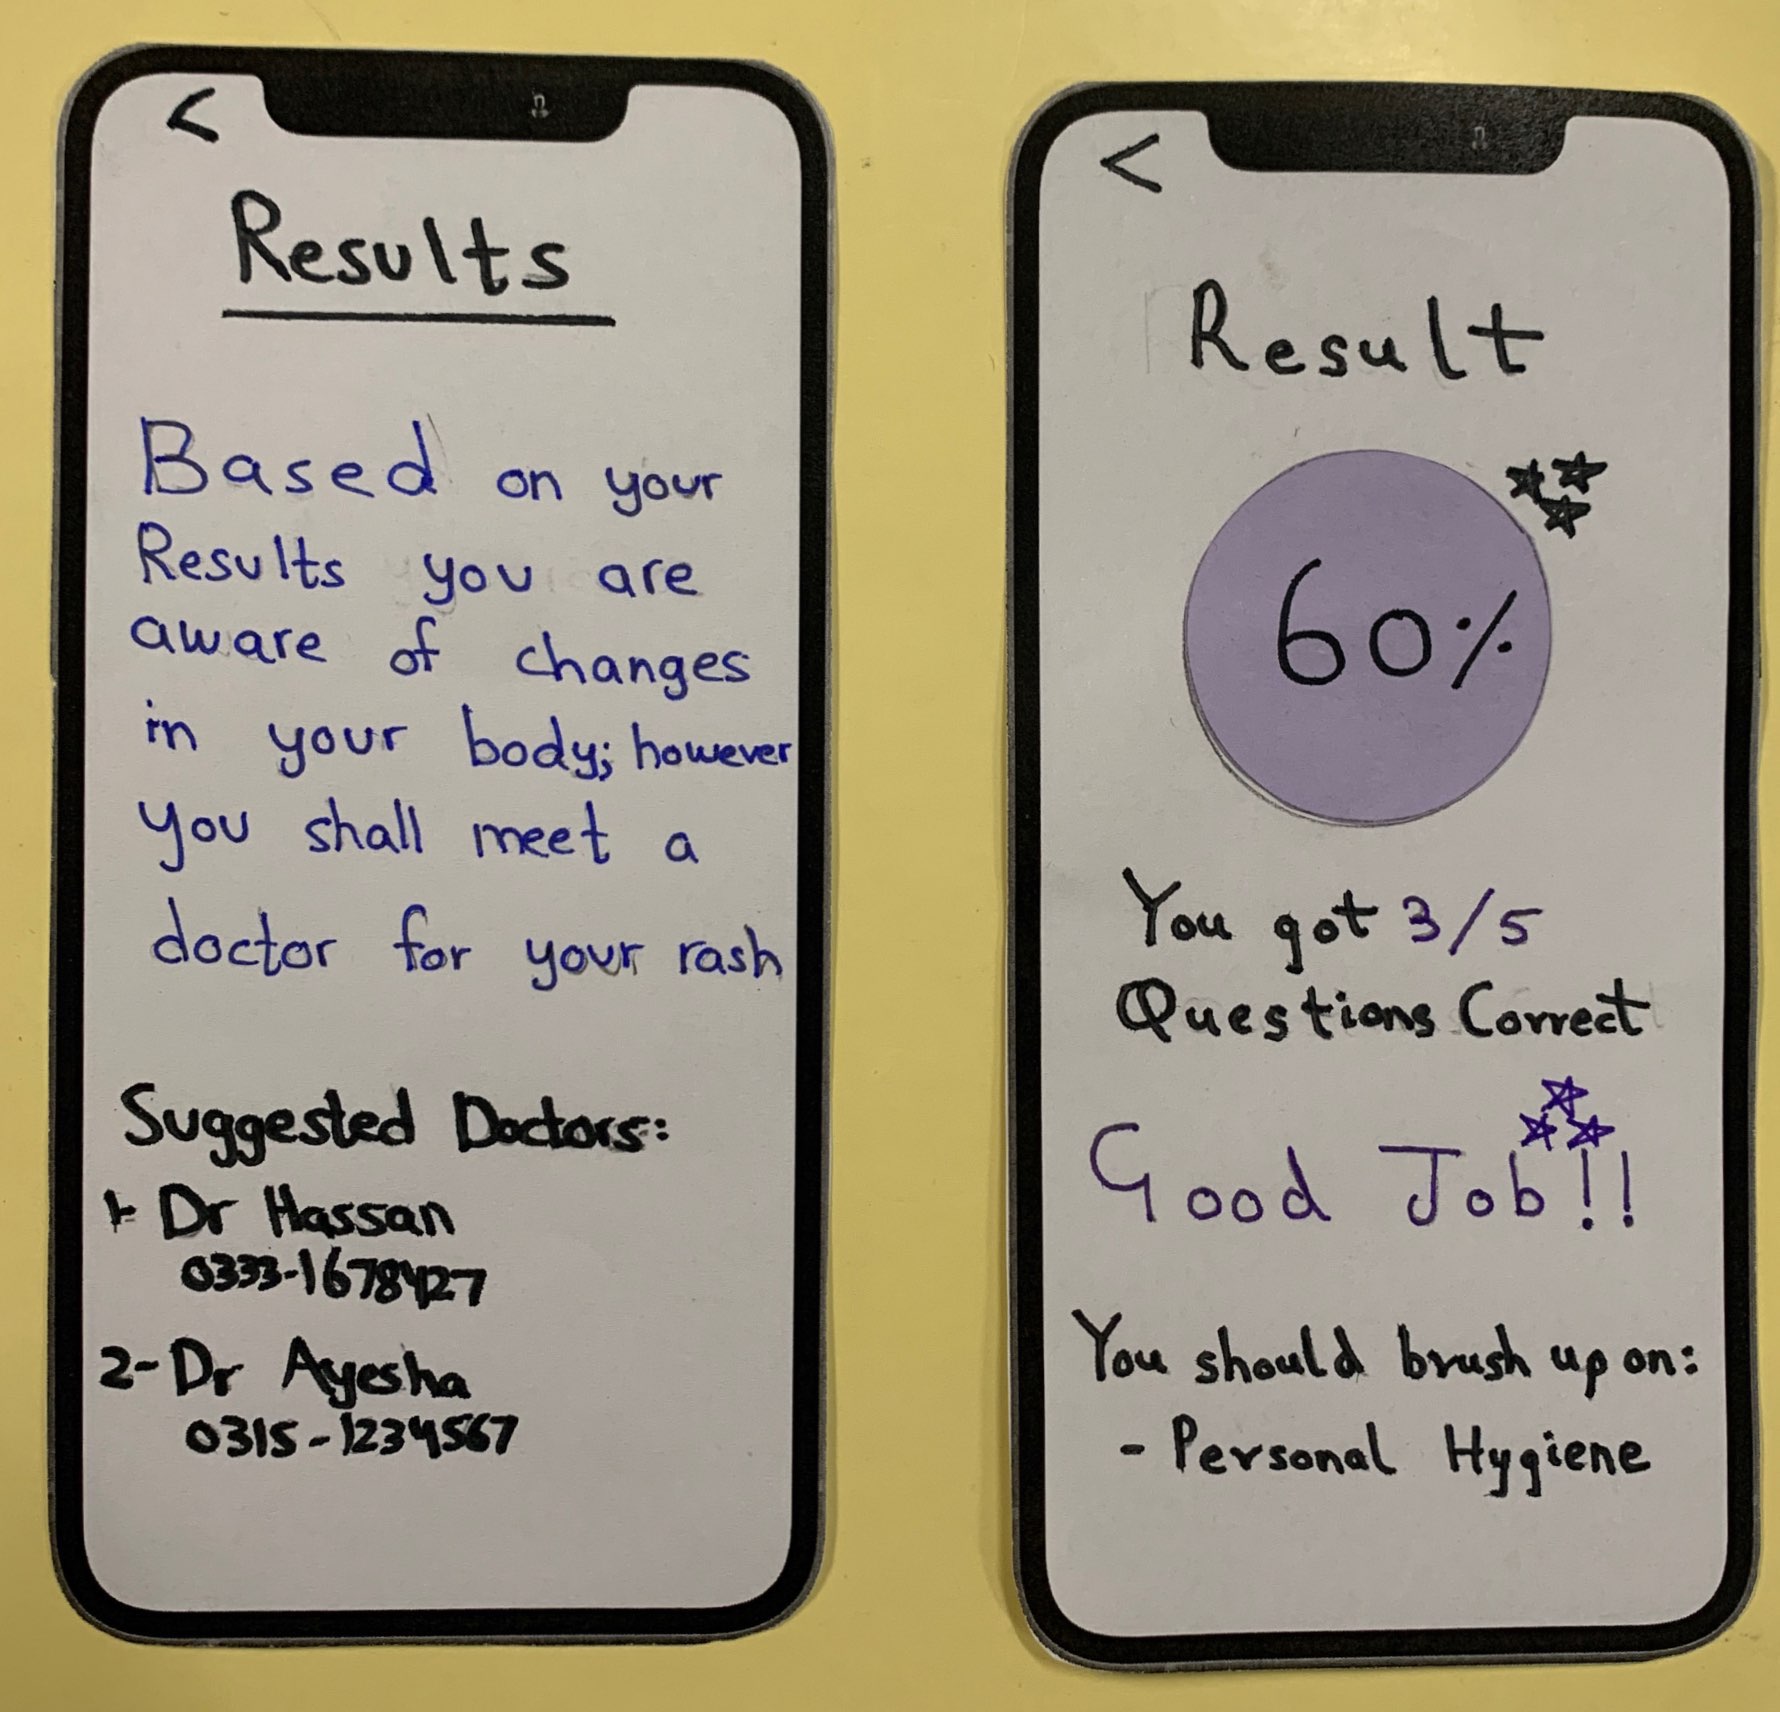 <
Results
Based on your
Results you are
aware of changes
in your body; however
you shall meet a
doctor for your rash
Suggested Doctors:
1- Dr Hassan
0333-1678427
2- Dr Ayesha
0315-1234567
<
Result
60%
You got 3/5
Questions Correct
Good Job!!
You should brush up on:
- Personal Hygiene